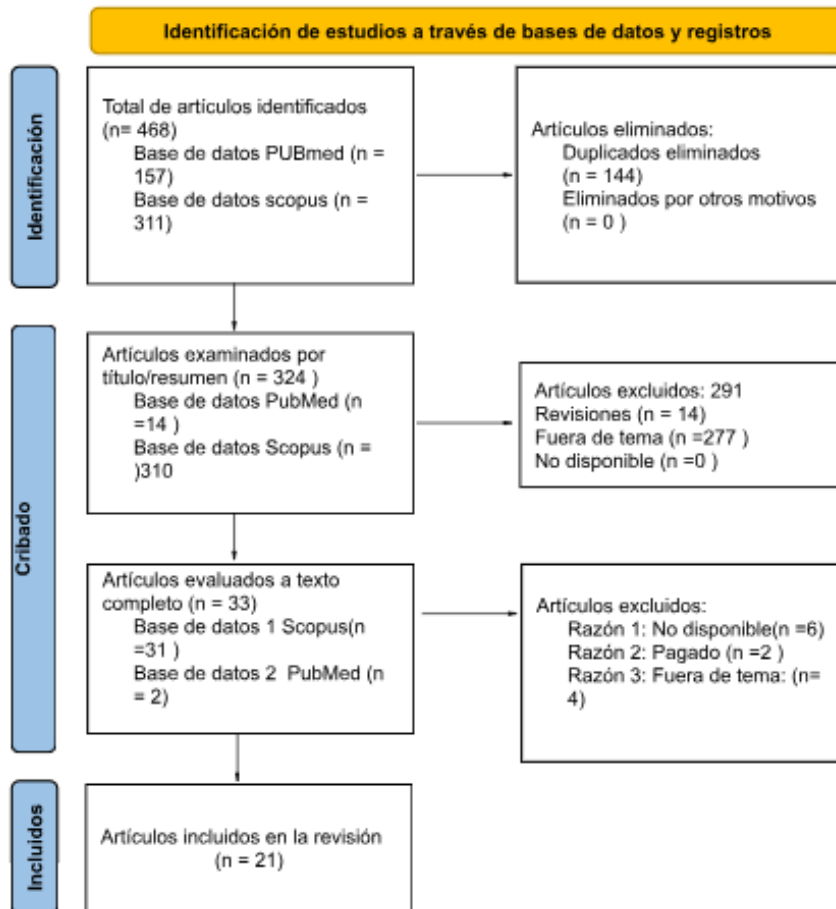 Identificación de estudios a través de bases de datos y registros
Identificación
Total de artículos identificados
(n= 468)
Base de datos PUBmed (n =
157)
Base de datos scopus (n =
311)
Artículos eliminados:
Duplicados eliminados
(n = 144)
Eliminados por otros motivos
(n = 0 )
Cribado
Artículos examinados por
título/resumen (n = 324 )
Base de datos PubMed (n
=14 )
Base de datos Scopus (n =
)310
Artículos excluidos: 291
Revisiones (n = 14)
Fuera de tema (n =277 )
No disponible (n =0 )
Artículos evaluados a texto
completo (n = 33)
Base de datos 1 Scopus(n
=31 )
Base de datos 2 PubMed (n
= 2)
Artículos excluidos:
Razón 1: No disponible(n =6)
Razón 2: Pagado (n =2 )
Razón 3: Fuera de tema: (n=
4)
Incluidos
Artículos incluidos en la revisión
(n = 21)